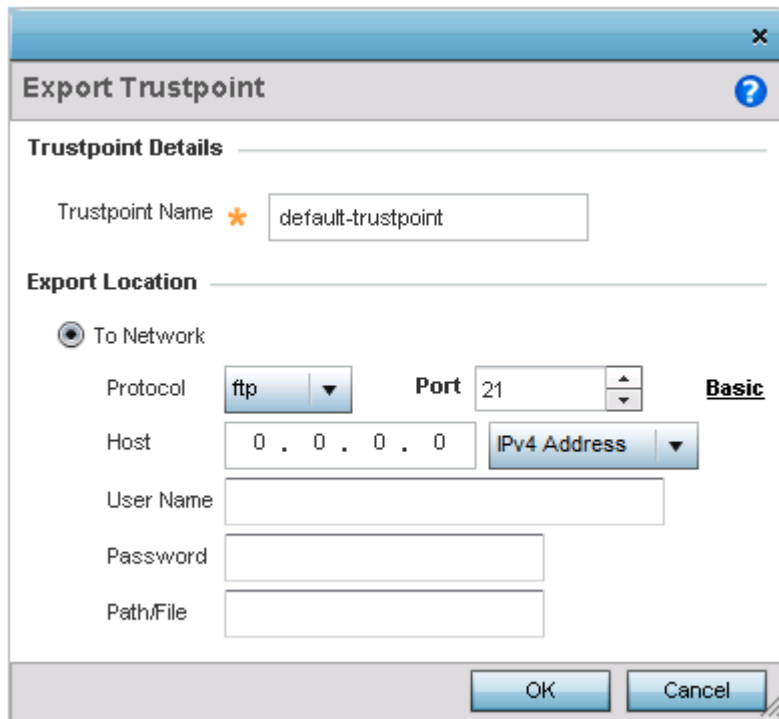 Export Trustpoint
Trustpoint Details
Trustpoint Name * default-trustpoint
Export Location
To Network
Protocol ftp Port 21 Basic
Host 0 . 0 . 0 . 0 IPv4 Address
User Name
Password
Path/File
OK Cancel